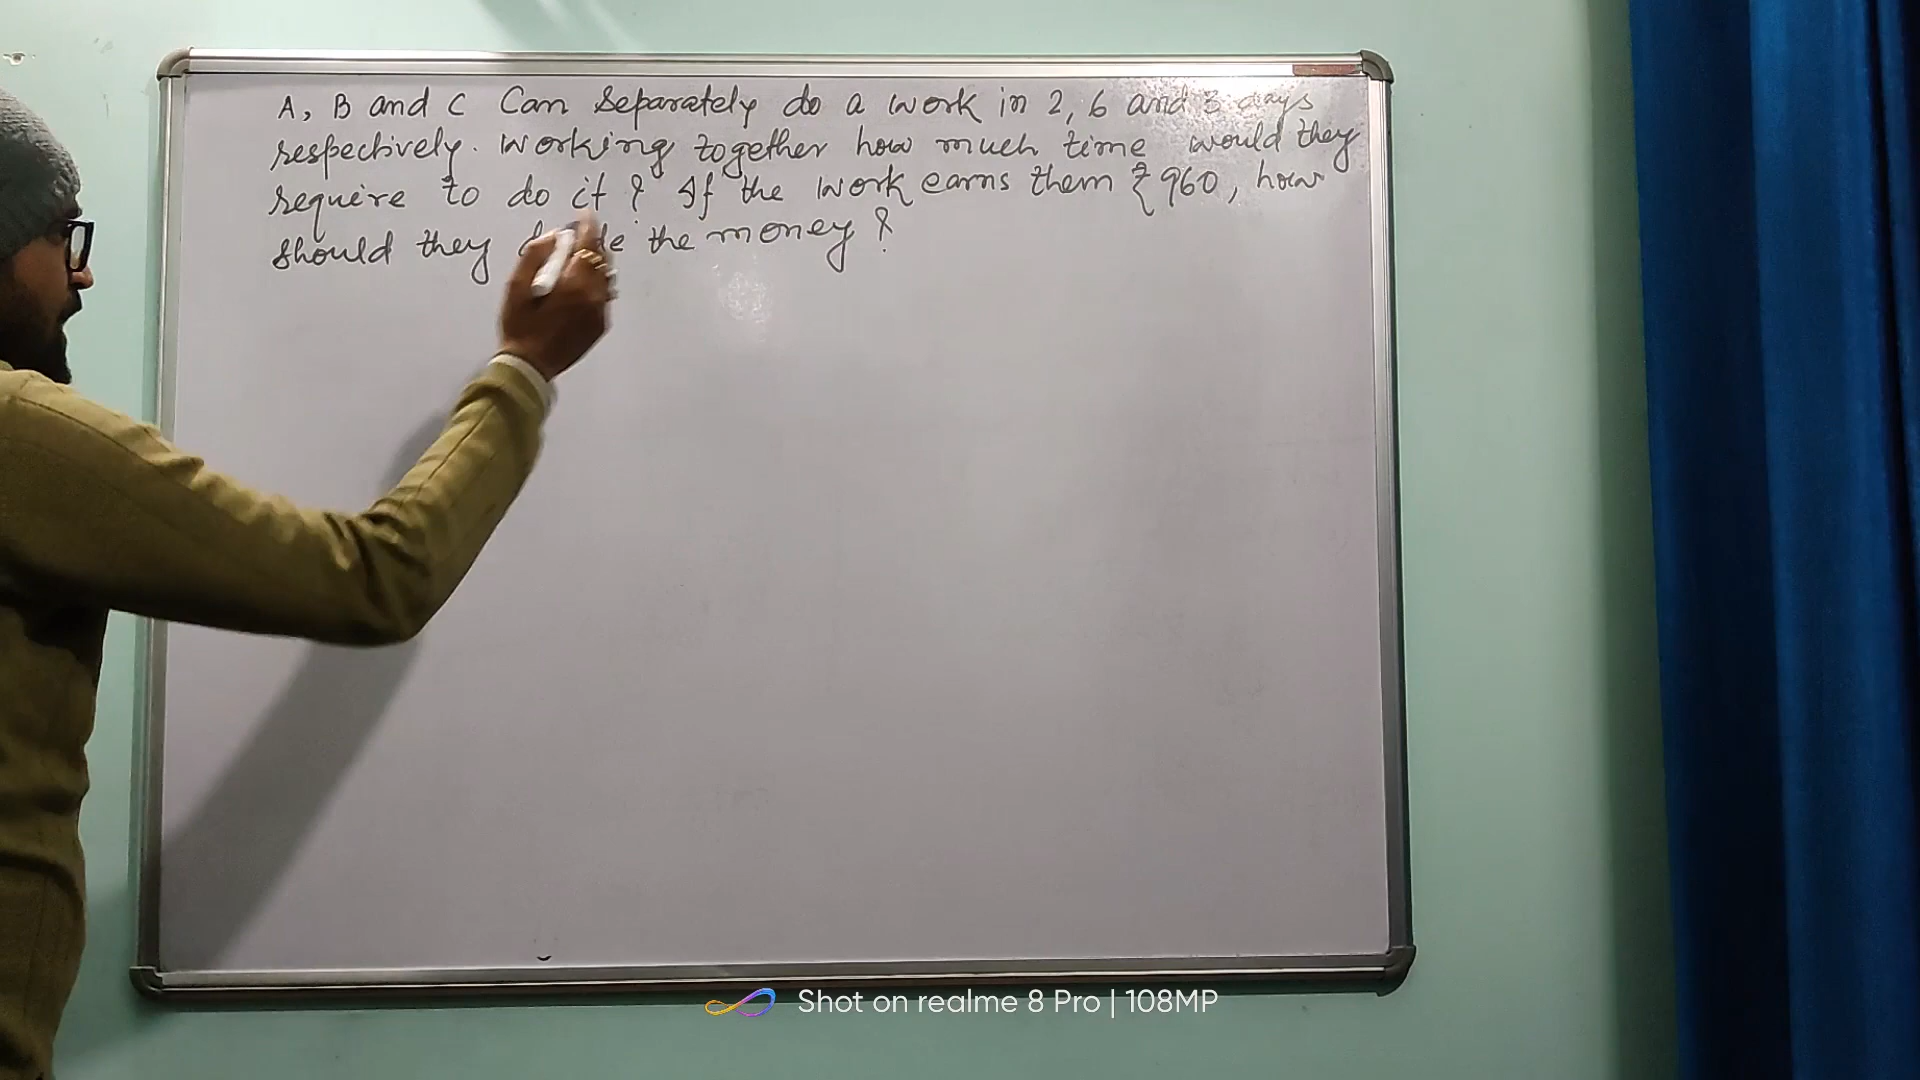 A, B and C Can separately do a work in 2, 6 and 3 days
respectively. Working together how much time would they
require to do it ? If the work earns them ₹ 960, how
should they the money ?
Shot on realme 8 Pro | 108MP